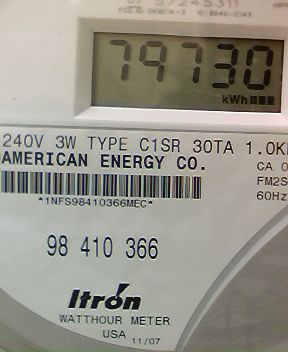 79730
kWh
240V 3W TYPE C1SR 30TA 1.0K
AMERICAN ENERGY CO.
CA 0
FM2S
60Hz
*1NFS98410366MEC*
98 410 366
Itrón
WATTHOUR METER
USA 11/07